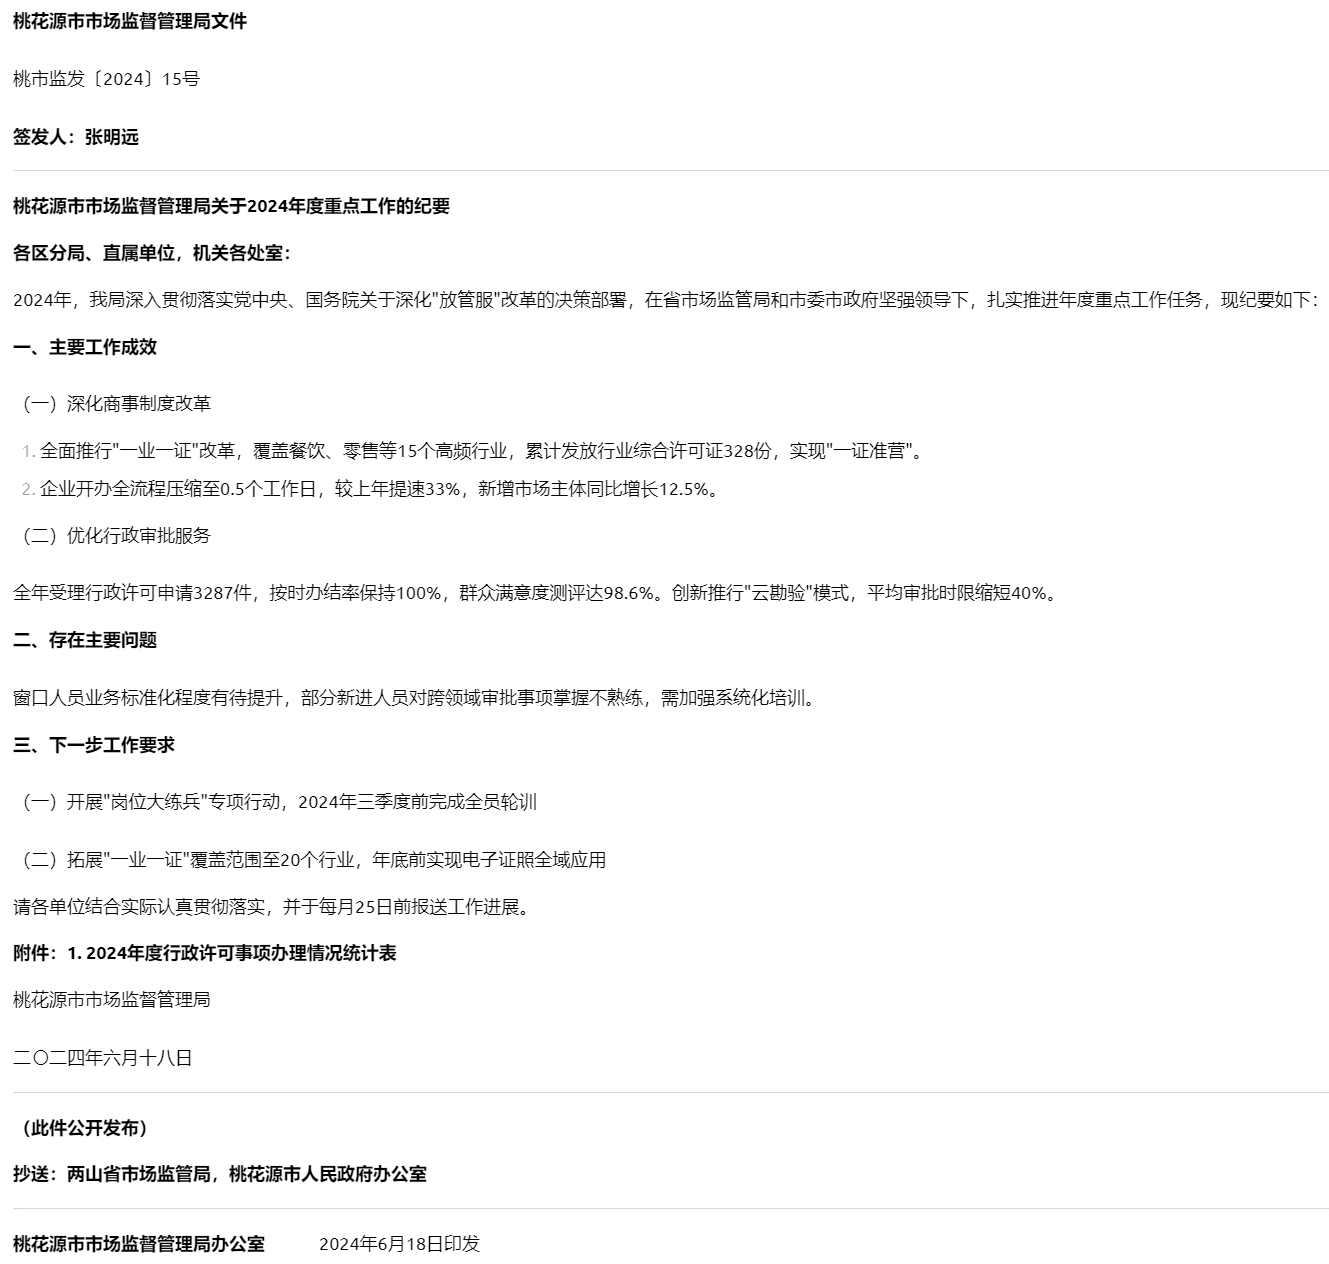 桃花源市市场监督管理局文件
桃市监发〔2024〕15号
签发人：张明远
桃花源市市场监督管理局关于2024年度重点工作的纪要
各区分局、直属单位，机关各处室：
2024年，我局深入贯彻落实党中央、国务院关于深化"放管服"改革的决策部署，在省市场监管局和市委市政府坚强领导下，扎实推进年度重点工作任务，现纪要如下：
一、主要工作成效
（一）深化商事制度改革
1. 全面推行"一业一证"改革，覆盖餐饮、零售等15个高频行业，累计发放行业综合许可证328份，实现"一证准营"。
2. 企业开办全流程压缩至0.5个工作日，较上年提速33%，新增市场主体同比增长12.5%。
（二）优化行政审批服务
全年受理行政许可申请3287件，按时办结率保持100%，群众满意度测评达98.6%。创新推行"云勘验"模式，平均审批时限缩短40%。
二、存在主要问题
窗口人员业务标准化程度有待提升，部分新进人员对跨领域审批事项掌握不熟练，需加强系统化培训。
三、下一步工作要求
（一）开展"岗位大练兵"专项行动，2024年三季度前完成全员轮训
（二）拓展"一业一证"覆盖范围至20个行业，年底前实现电子证照全域应用
请各单位结合实际认真贯彻落实，并于每月25日前报送工作进展。
附件：1. 2024年度行政许可事项办理情况统计表
桃花源市市场监督管理局
二〇二四年六月十八日
（此件公开发布）
抄送：两山省市场监管局，桃花源市人民政府办公室
桃花源市市场监督管理局办公室 2024年6月18日印发